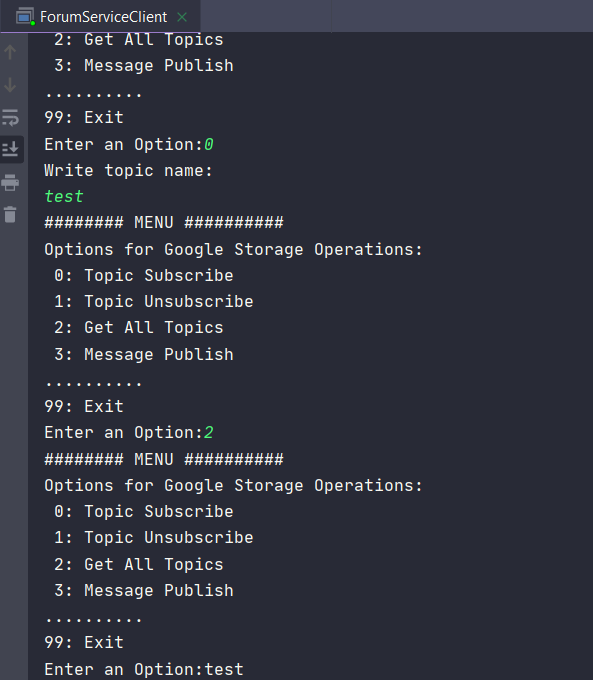 ForumServiceClient
2: Get All Topics
3: Message Publish
..........
99: Exit
Enter an Option:0
Write topic name:
test
######## MENU ##########
Options for Google Storage Operations:
0: Topic Subscribe
1: Topic Unsubscribe
2: Get All Topics
3: Message Publish
..........
99: Exit
Enter an Option:2
######## MENU ##########
Options for Google Storage Operations:
0: Topic Subscribe
1: Topic Unsubscribe
2: Get All Topics
3: Message Publish
..........
99: Exit
Enter an Option:test